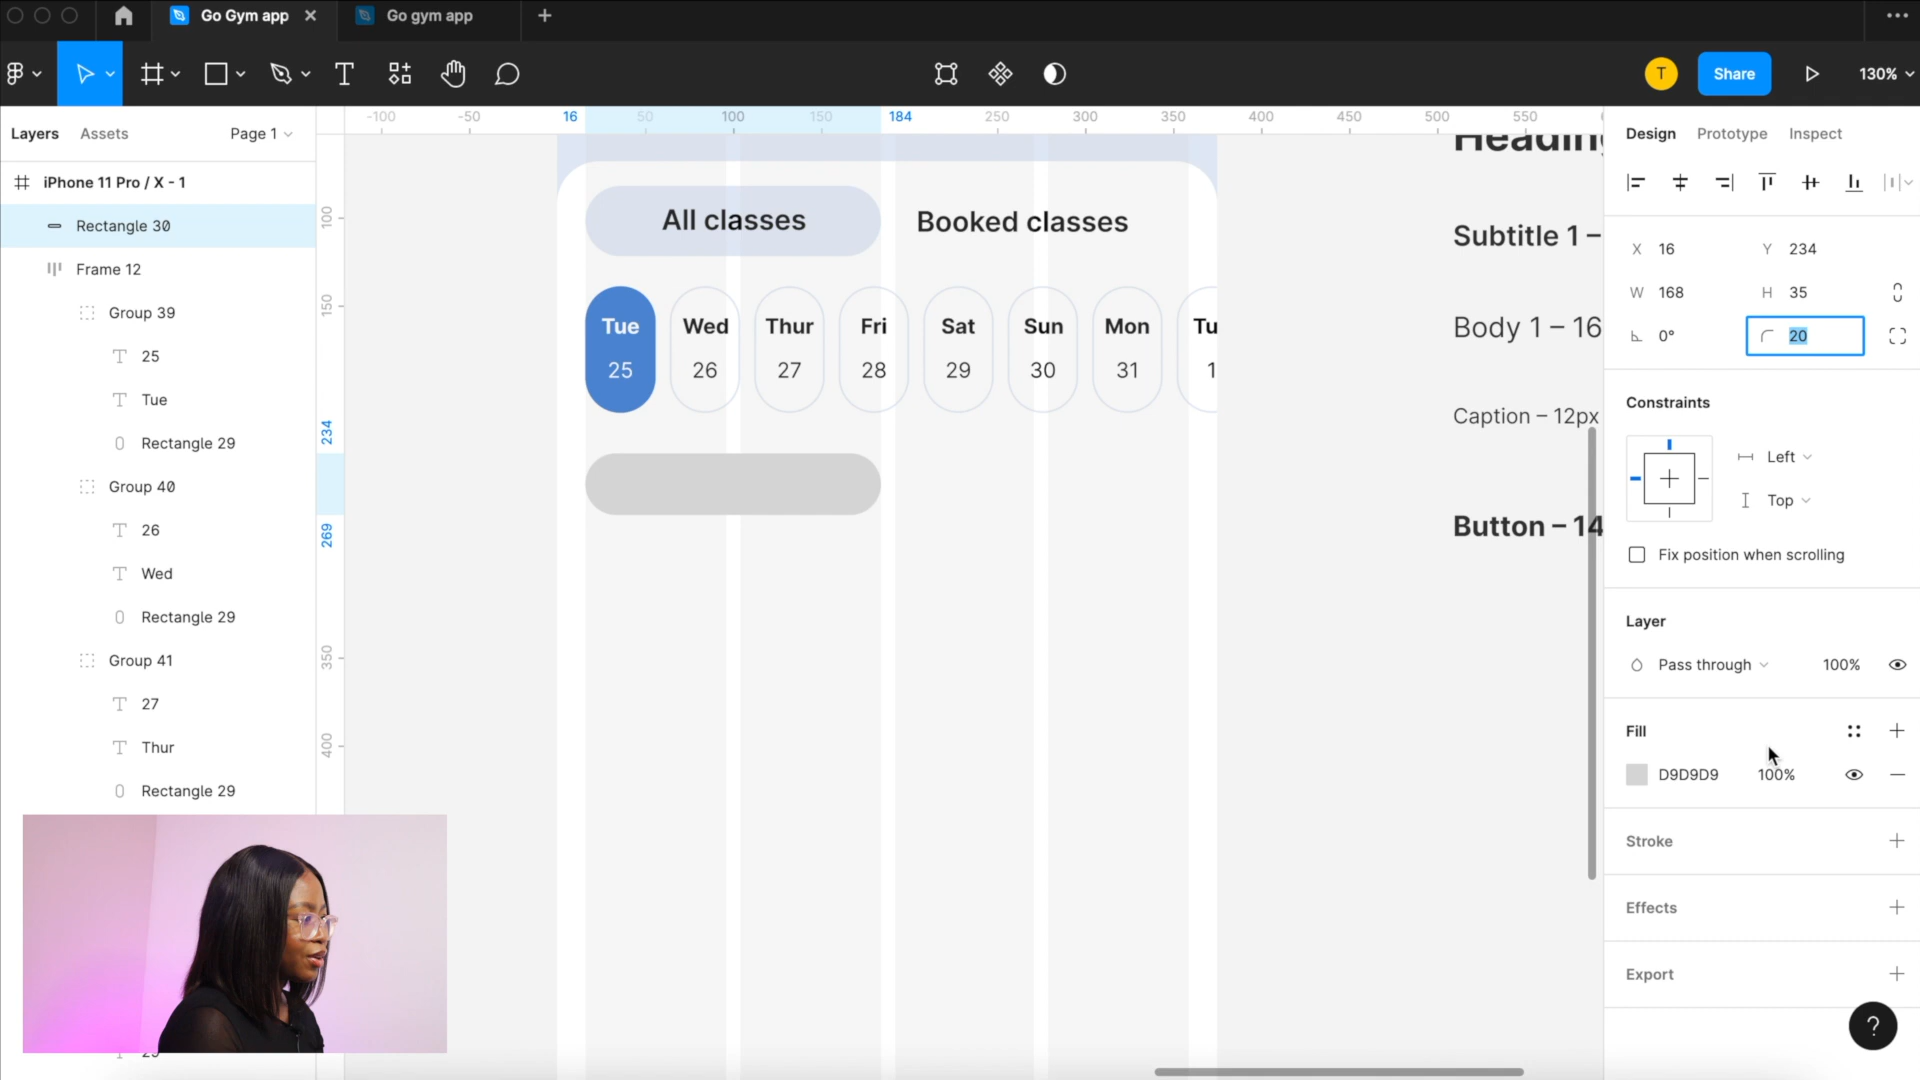 Go Gym app
Go gym app
T
Share
130%
Layers
Assets
Page 1
-100
-50
16
50
100
150
184
250
300
350
400
450
500
550
Design
Prototype
Inspect
iPhone 11 Pro / X - 1
Rectangle 30
Frame 12
Group 39
25
Tue
Rectangle 29
Group 40
26
Wed
Rectangle 29
Group 41
27
Thur
Rectangle 29
100
150
234
269
350
400
All classes
Booked classes
Tue
Wed
Thur
Fri
Sat
Sun
Mon
Tu
25
26
27
28
29
30
31
1
Heading
Subtitle 1 –
Body 1 – 16
Caption – 12px
Button – 14
X 16
Y 234
W 168
H 35
0°
20
Constraints
Left
Top
Fix position when scrolling
Layer
Pass through
100%
Fill
D9D9D9
100%
Stroke
Effects
Export
?